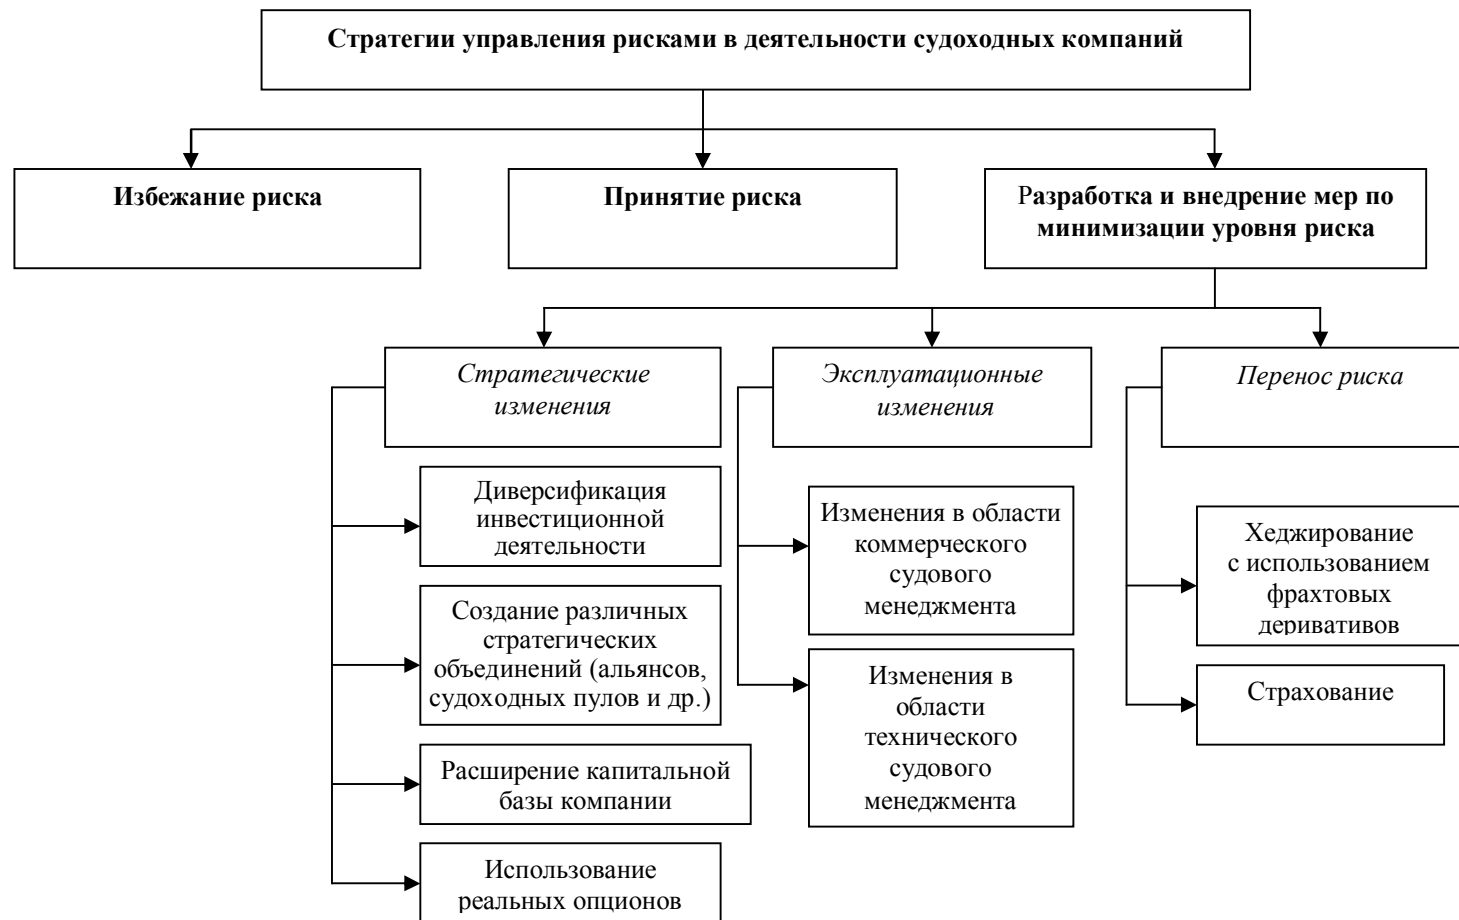 Стратегии управления рисками в деятельности судоходных компаний
Избежание риска
Принятие риска
Разработка и внедрение мер по
минимизации уровня риска
Стратегические
изменения
Эксплуатационные
изменения
Перенос риска
Диверсификация
инвестиционной
деятельности
Создание различных
стратегических
объединений (альянсов,
судоходных пулов и др.)
Расширение капитальной
базы компании
Использование
реальных опционов
Изменения в области
коммерческого
судового
менеджмента
Изменения в
области
технического
судового
менеджмента
Хеджирование
с использованием
фрахтовых
деривативов
Страхование